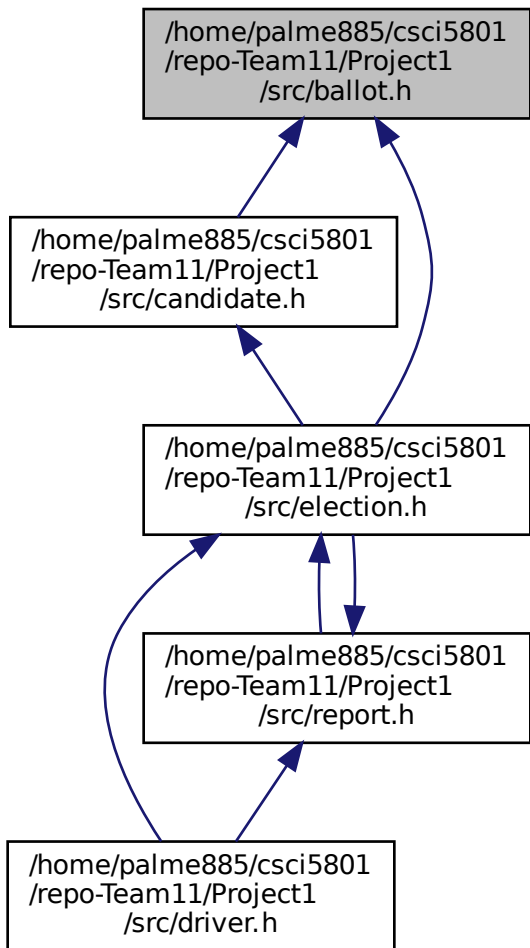 /home/palme885/csci5801
/repo-Team11/Project1
/src/ballot.h
/home/palme885/csci5801
/repo-Team11/Project1
/src/candidate.h
/home/palme885/csci5801
/repo-Team11/Project1
/src/election.h
/home/palme885/csci5801
/repo-Team11/Project1
/src/report.h
/home/palme885/csci5801
/repo-Team11/Project1
/src/driver.h